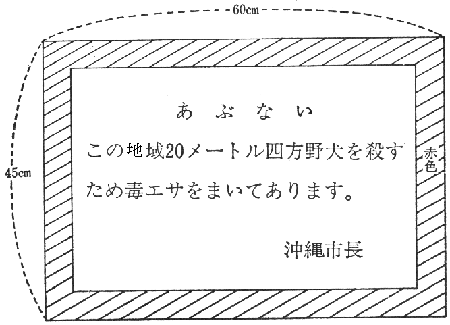 60cm
あぶない
この地域20メートル四方野犬を殺す
ため毒エサをまいてあります。
沖縄市長
45cm
赤色